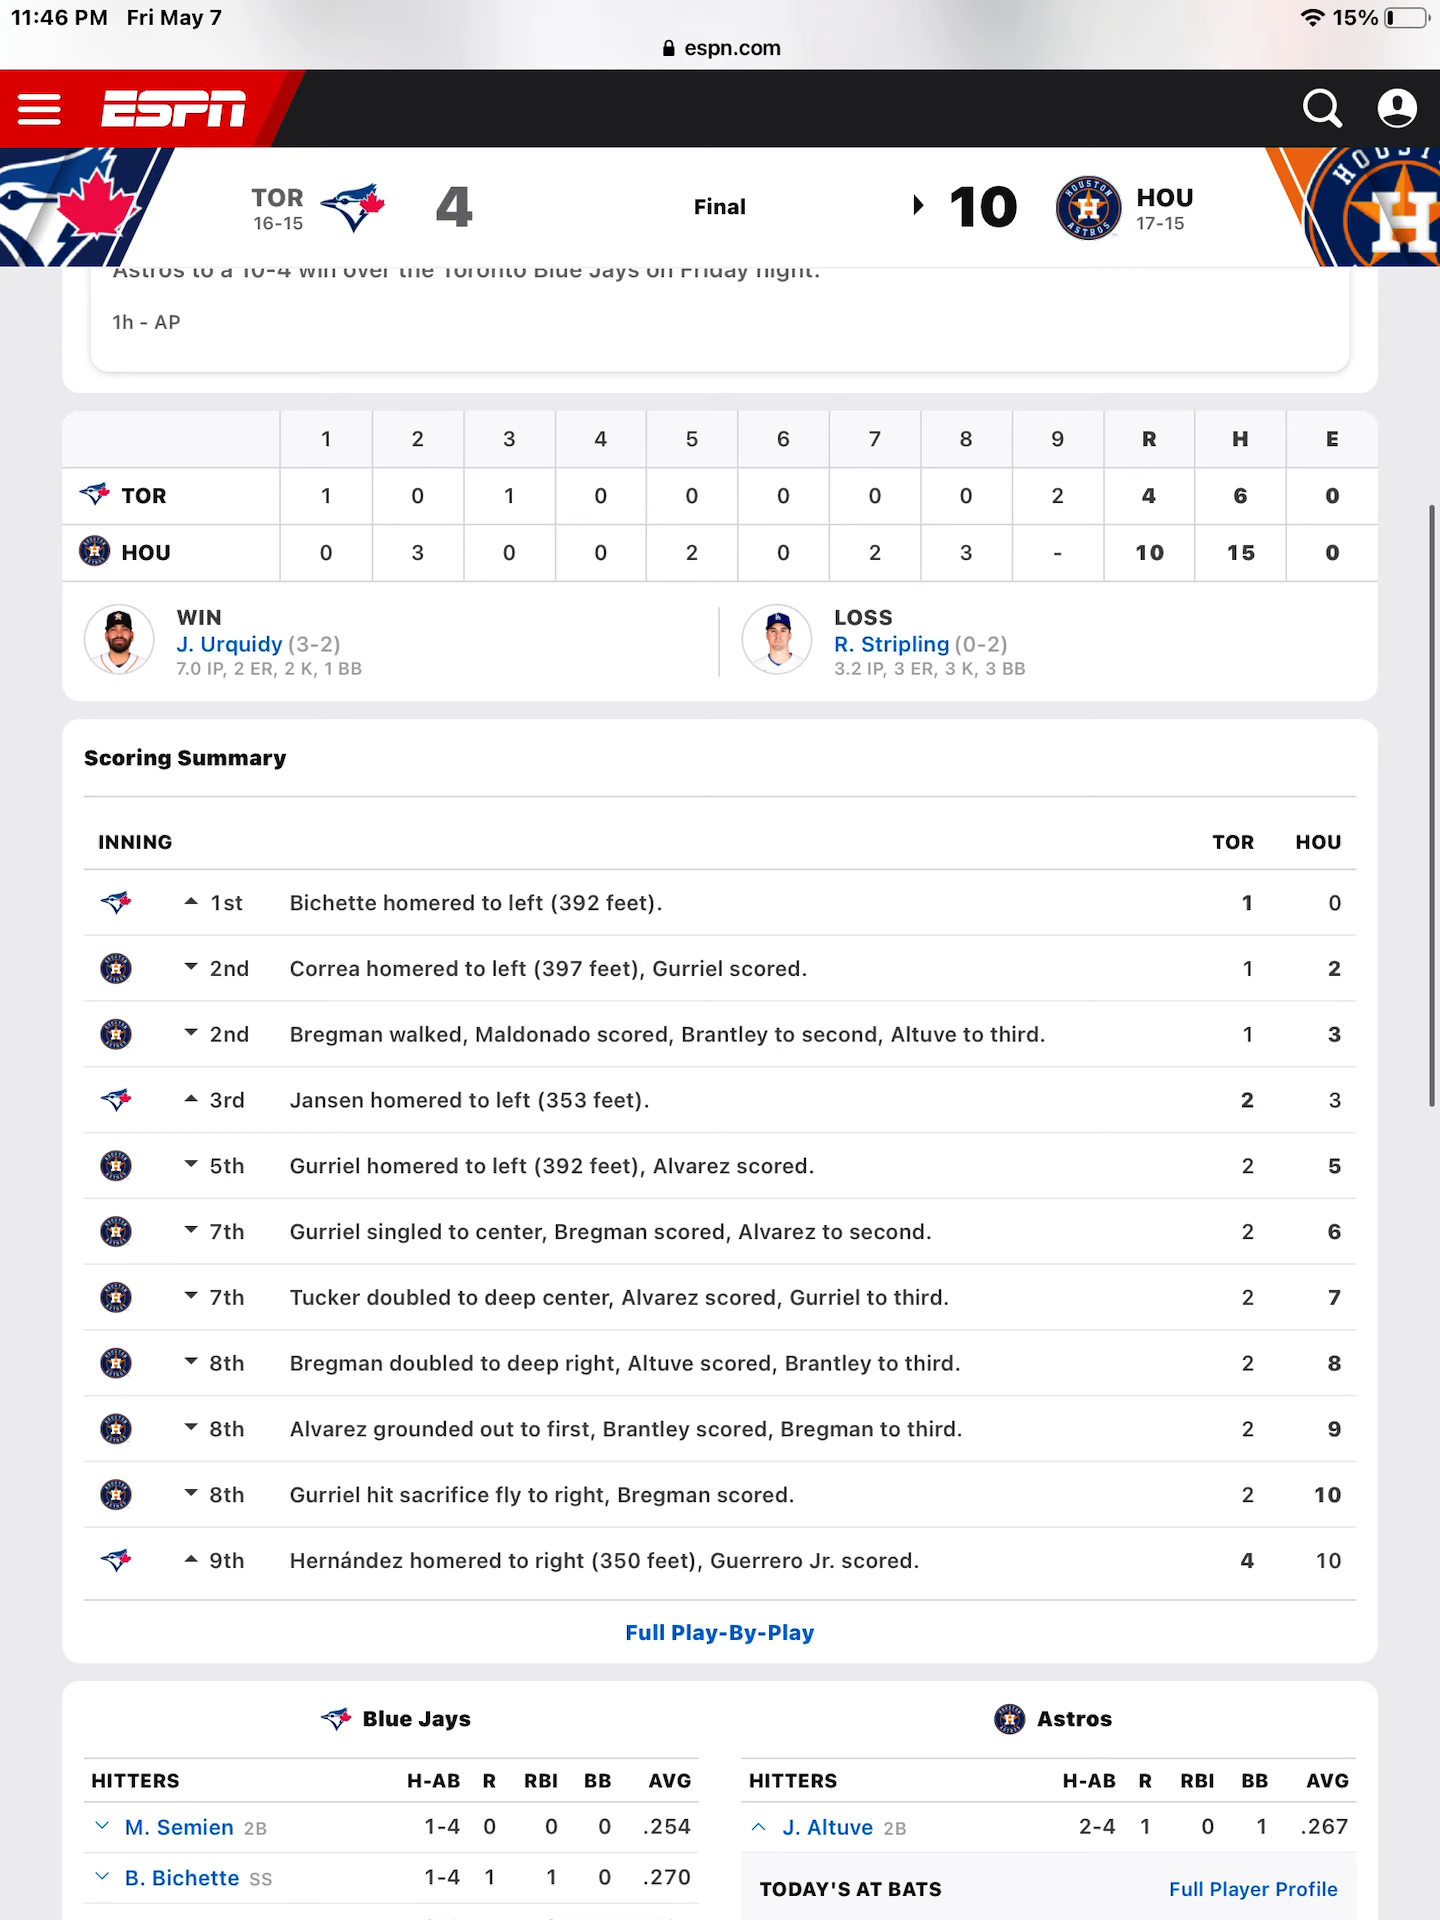 11:46 PM Fri May 7 15%
espn.com
ESPN
TOR 16-15 4 Final 10 HOU 17-15
Astros to a 10-4 win over the Toronto Blue Jays on Friday night.
1h - AP
1 2 3 4 5 6 7 8 9 R H E
TOR 1 0 1 0 0 0 0 0 2 4 6 0
HOU 0 3 0 0 2 0 2 3 - 10 15 0
WIN
J. Urquidy (3-2)
7.0 IP, 2 ER, 2 K, 1 BB
LOSS
R. Stripling (0-2)
3.2 IP, 3 ER, 3 K, 3 BB
Scoring Summary
INNING TOR HOU
1st Bichette homered to left (392 feet). 1 0
2nd Correa homered to left (397 feet), Gurriel scored. 1 2
2nd Bregman walked, Maldonado scored, Brantley to second, Altuve to third. 1 3
3rd Jansen homered to left (353 feet). 2 3
5th Gurriel homered to left (392 feet), Alvarez scored. 2 5
7th Gurriel singled to center, Bregman scored, Alvarez to second. 2 6
7th Tucker doubled to deep center, Alvarez scored, Gurriel to third. 2 7
8th Bregman doubled to deep right, Altuve scored, Brantley to third. 2 8
8th Alvarez grounded out to first, Brantley scored, Bregman to third. 2 9
8th Gurriel hit sacrifice fly to right, Bregman scored. 2 10
9th Hernández homered to right (350 feet), Guerrero Jr. scored. 4 10
Full Play-By-Play
Blue Jays
HITTERS H-AB R RBI BB AVG
M. Semien 2B 1-4 0 0 0 .254
B. Bichette SS 1-4 1 1 0 .270
Astros
HITTERS H-AB R RBI BB AVG
J. Altuve 2B 2-4 1 0 1 .267
TODAY'S AT BATS Full Player Profile